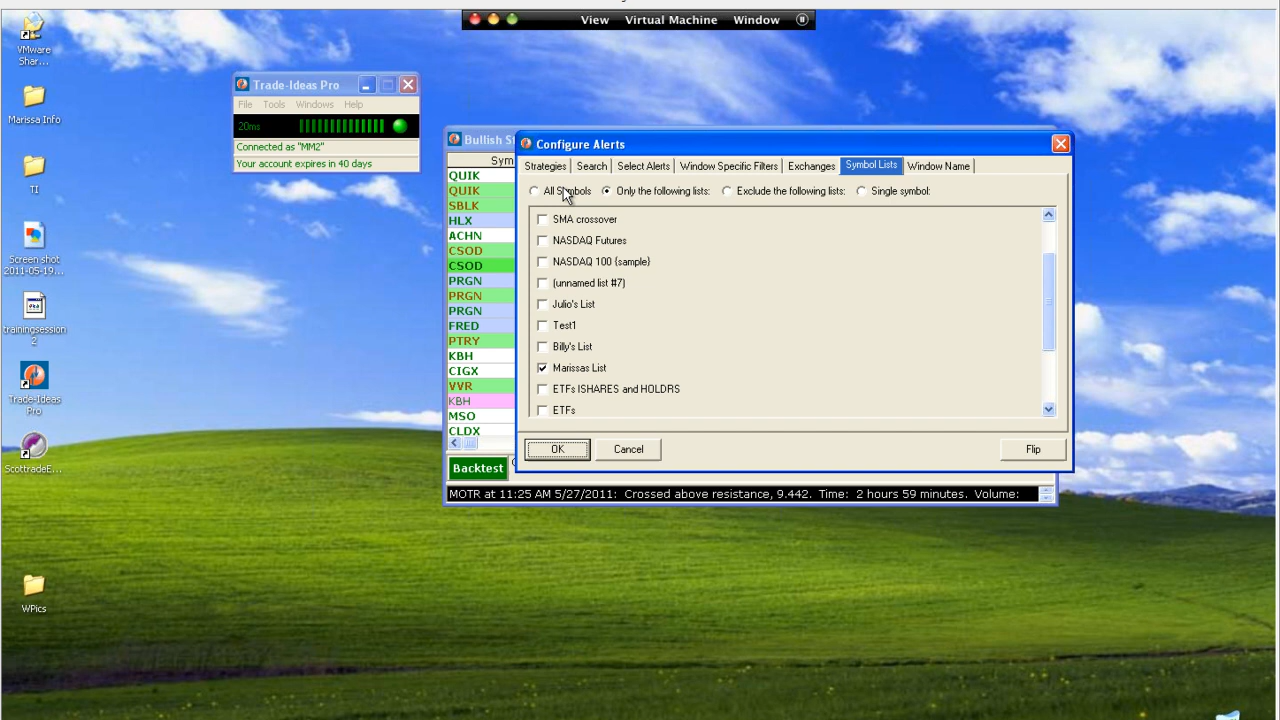 View Virtual Machine Window
VMware
Shar...
Marissa Info
TI
Screen shot
2011-05-19...
trainingsession
2
Trade-Ideas
Pro
ScottradeE...
WPics
Trade-Ideas Pro
File Tools Windows Help
20ms
Connected as "MM2"
Your account expires in 40 days
Bullish S
Sym
QUIK
QUIK
SBLK
HLX
ACHN
CSOD
CSOD
PRGN
PRGN
PRGN
FRED
PTRY
KBH
CIGX
VVR
KBH
MSO
CLDX
Backtest
MOTR at 11:25 AM 5/27/2011: Crossed above resistance, 9.442. Time: 2 hours 59 minutes. Volume:
Configure Alerts
Strategies Search Select Alerts Window Specific Filters Exchanges Symbol Lists Window Name
All Symbols Only the following lists: Exclude the following lists: Single symbol:
SMA crossover
NASDAQ Futures
NASDAQ 100 {sample}
(unnamed list #7)
Julio's List
Test1
Billy's List
Marissas List
ETFs ISHARES and HOLDRS
ETFs
OK Cancel Flip